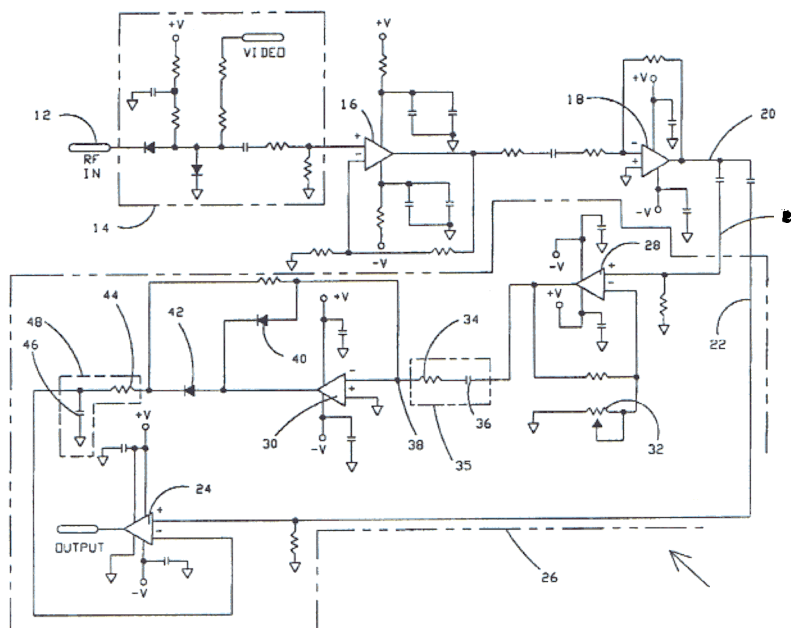 +V
+V
VIDEO
12
16
18
+V
20
RF
IN
+
-
-
+
14
-V
-V
28
-V
+
-
+V
22
44
42
+V
34
48
46
40
-
+
30
38
36
32
-V
35
+V
24
+
-
OUTPUT
-V
26